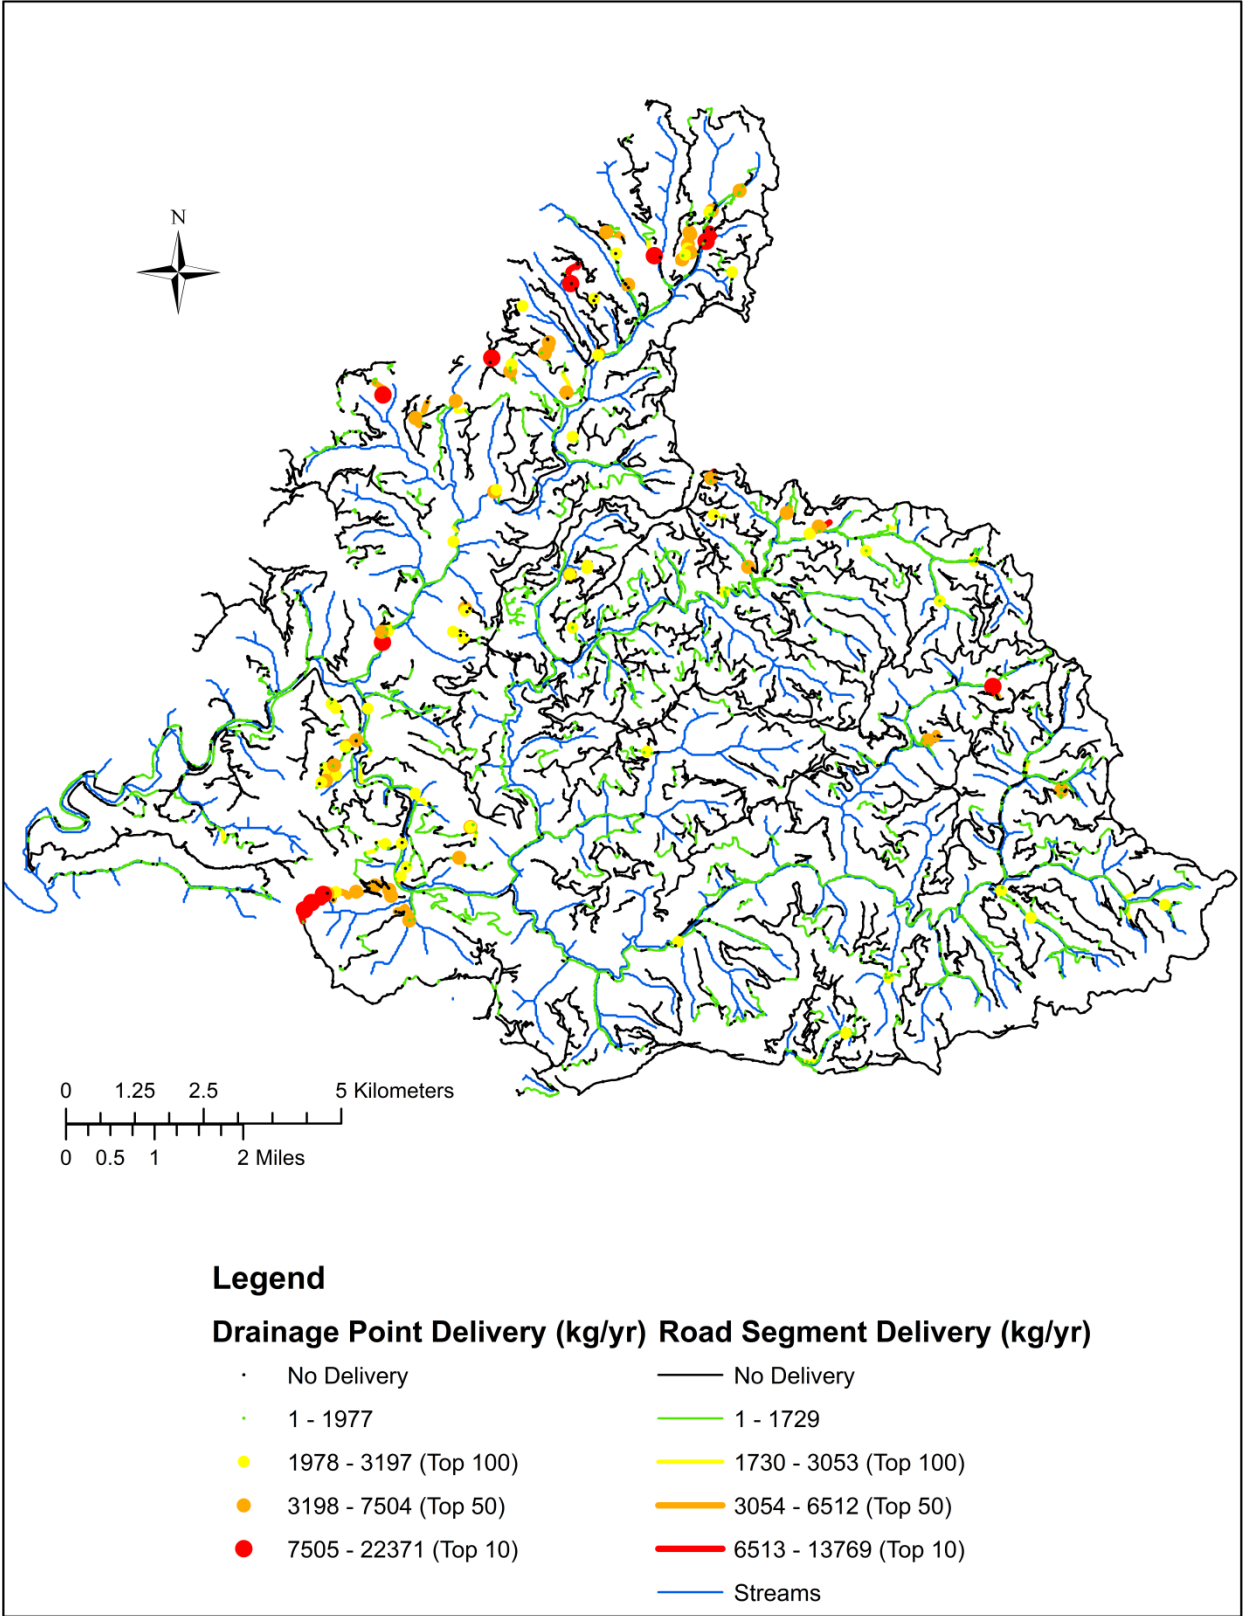 N
0 1.25 2.5 5 Kilometers
0 0.5 1 2 Miles
Legend
Drainage Point Delivery (kg/yr) Road Segment Delivery (kg/yr)
No Delivery No Delivery
1 - 1977 1 - 1729
1978 - 3197 (Top 100) 1730 - 3053 (Top 100)
3198 - 7504 (Top 50) 3054 - 6512 (Top 50)
7505 - 22371 (Top 10) 6513 - 13769 (Top 10)
Streams